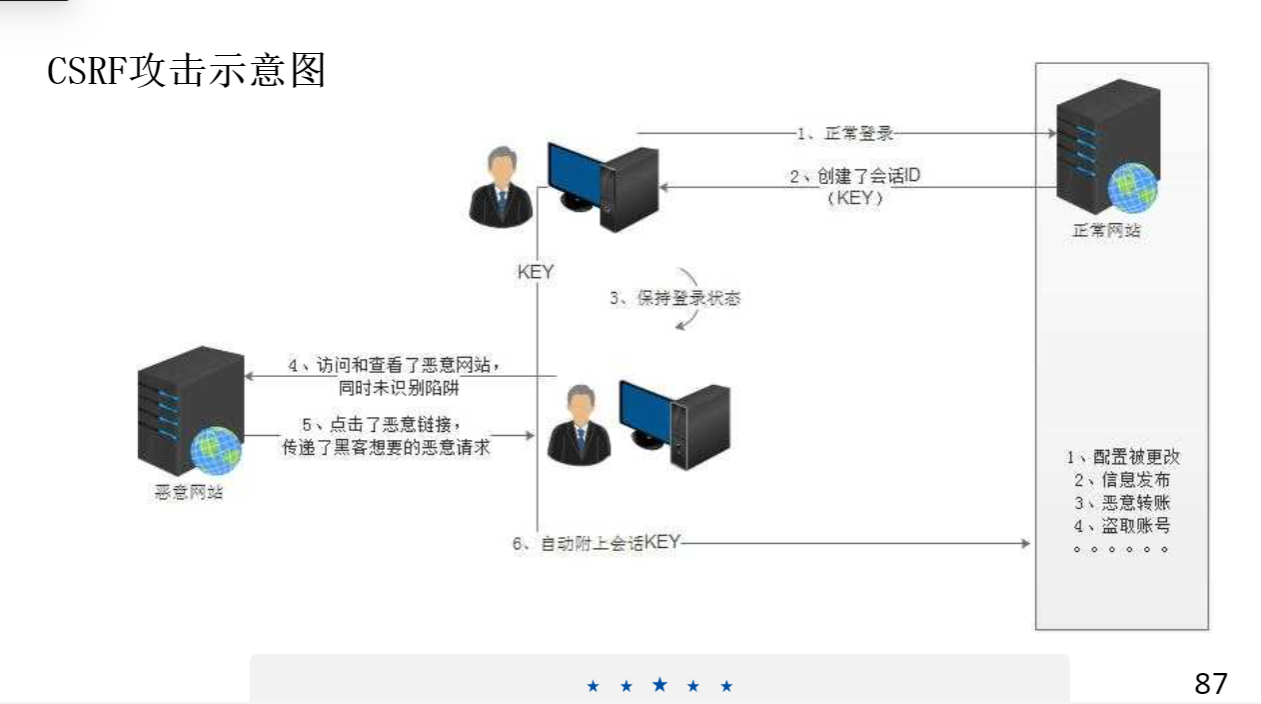 CSRF攻击示意图
1、正常登录
2、创建了会话ID
（KEY）
正常网站
KEY
3、保持登录状态
4、访问和查看了恶意网站，
同时未识别陷阱
5、点击了恶意链接，
传递了黑客想要的恶意请求
恶意网站
6、自动附上会话KEY
1、配置被更改
2、信息发布
3、恶意转账
4、盗取账号
。。。。。。
87